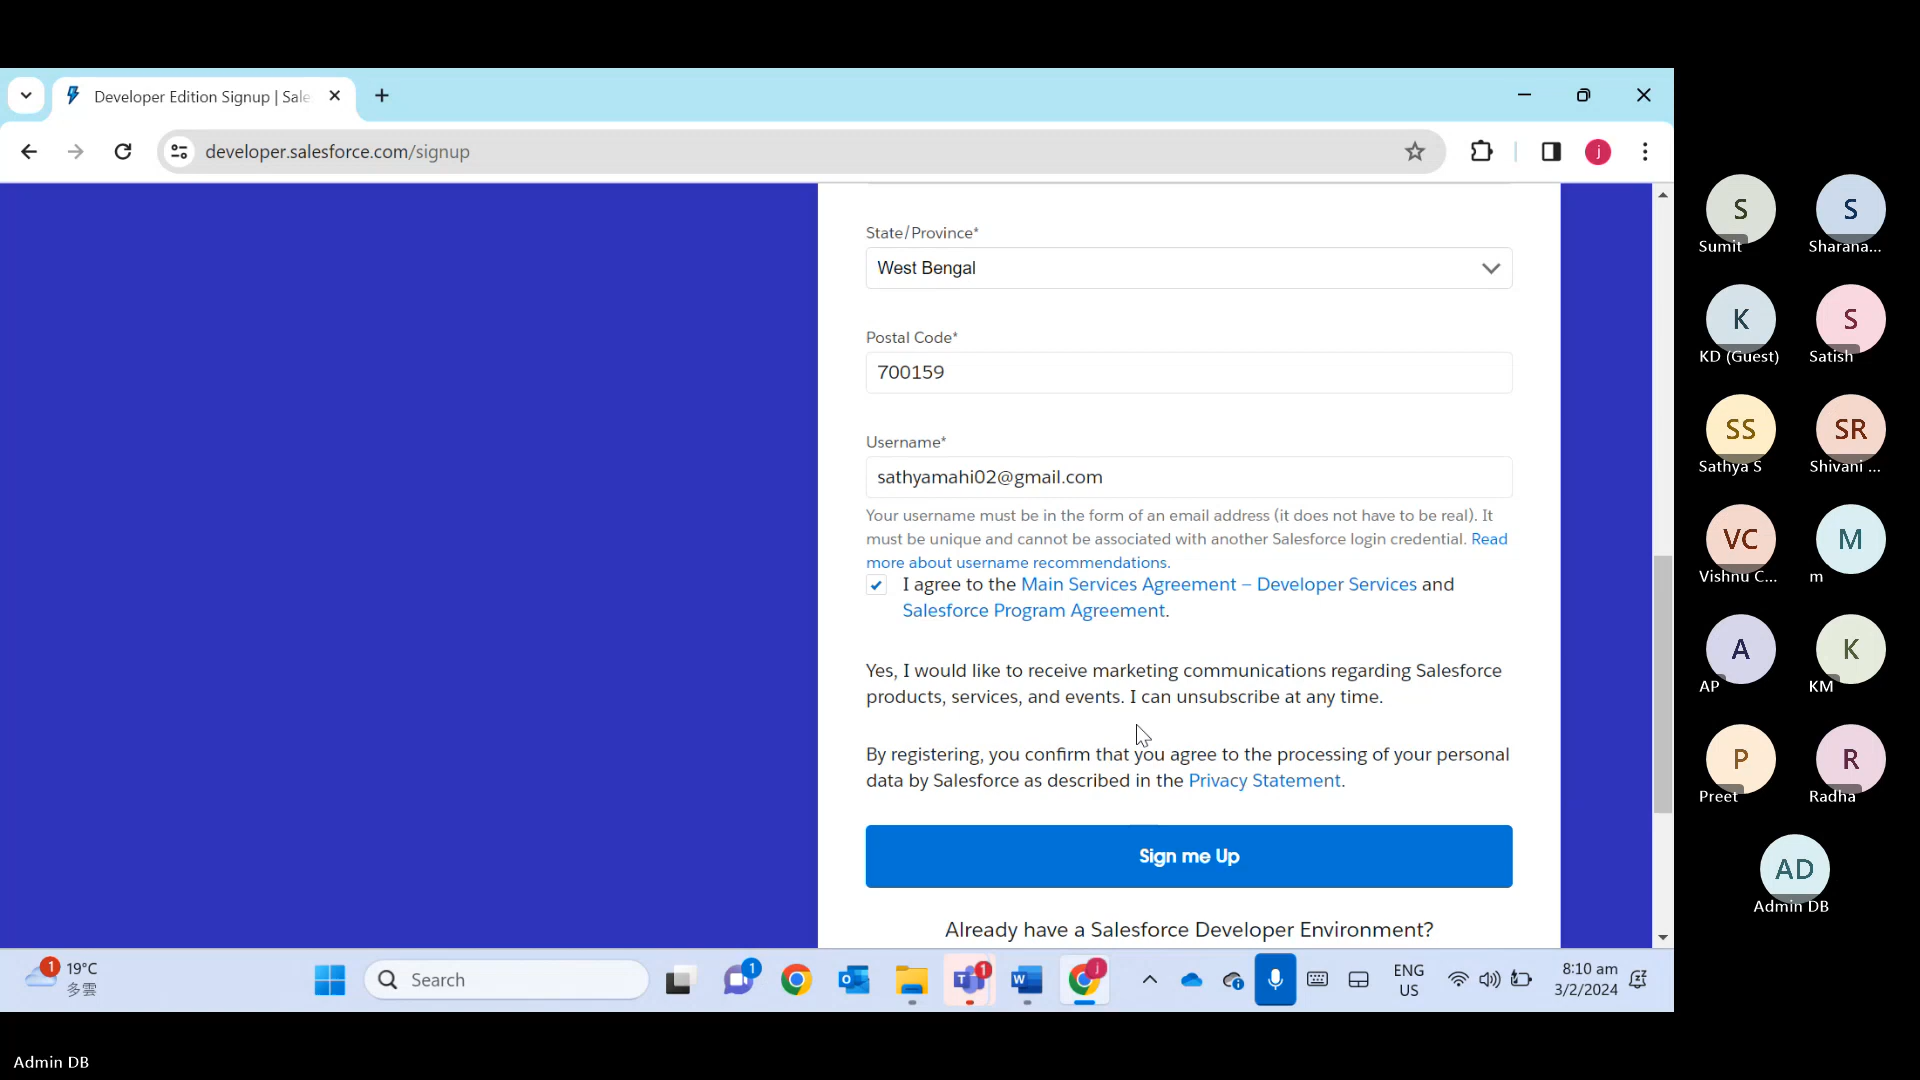 Developer Edition Signup | Sale
developer.salesforce.com/signup
j
State/Province*
West Bengal
Postal Code*
700159
Username*
sathyamahi02@gmail.com
Your username must be in the form of an email address (it does not have to be real). It
must be unique and cannot be associated with another Salesforce login credential. Read
more about username recommendations.
I agree to the Main Services Agreement – Developer Services and
Salesforce Program Agreement.
Yes, I would like to receive marketing communications regarding Salesforce
products, services, and events. I can unsubscribe at any time.
By registering, you confirm that you agree to the processing of your personal
data by Salesforce as described in the Privacy Statement.
Sign me Up
Already have a Salesforce Developer Environment?
S S
Sumit Sharana...
K S
KD (Guest) Satish
SS SR
Sathya S Shivani ...
VC M
Vishnu C... m
A K
AP KM
P R
Preet Radha
AD
Admin DB
1 19°C
多雲
Search
1
1
j
ENG
US
8:10 am
3/2/2024
Admin DB